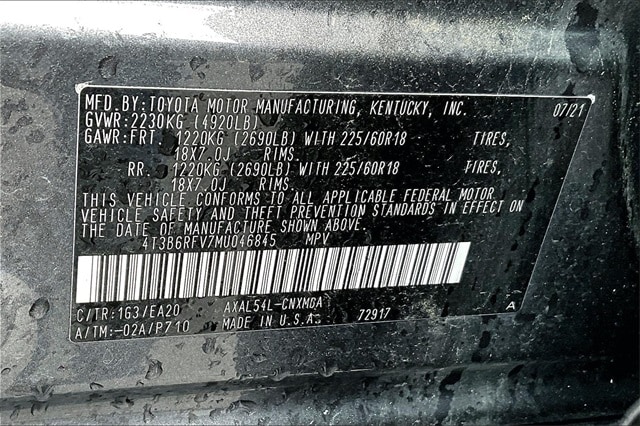 MFD.BY:TOYOTA MOTOR MANUFACTURING, KENTUCKY, INC. 07/21
GVWR:2230KG (4920LB)
GAWR:FRT. 1220KG (2690LB) WITH 225/60R18 TIRES,
18X7.0J RIMS.
RR. 1220KG (2690LB) WITH 225/60R18 TIRES,
18X7.0J RIMS.
THIS VEHICLE CONFORMS TO ALL APPLICABLE FEDERAL MOTOR
VEHICLE SAFETY AND THEFT PREVENTION STANDARDS IN EFFECT ON
THE DATE OF MANUFACTURE SHOWN ABOVE.
4T3B6RFV7MU046845 MPV
C/TR:1G3/EA20 AXAL54L-CNXMGA A
A/TM:-02A/P710 MADE IN U.S.A. 72917